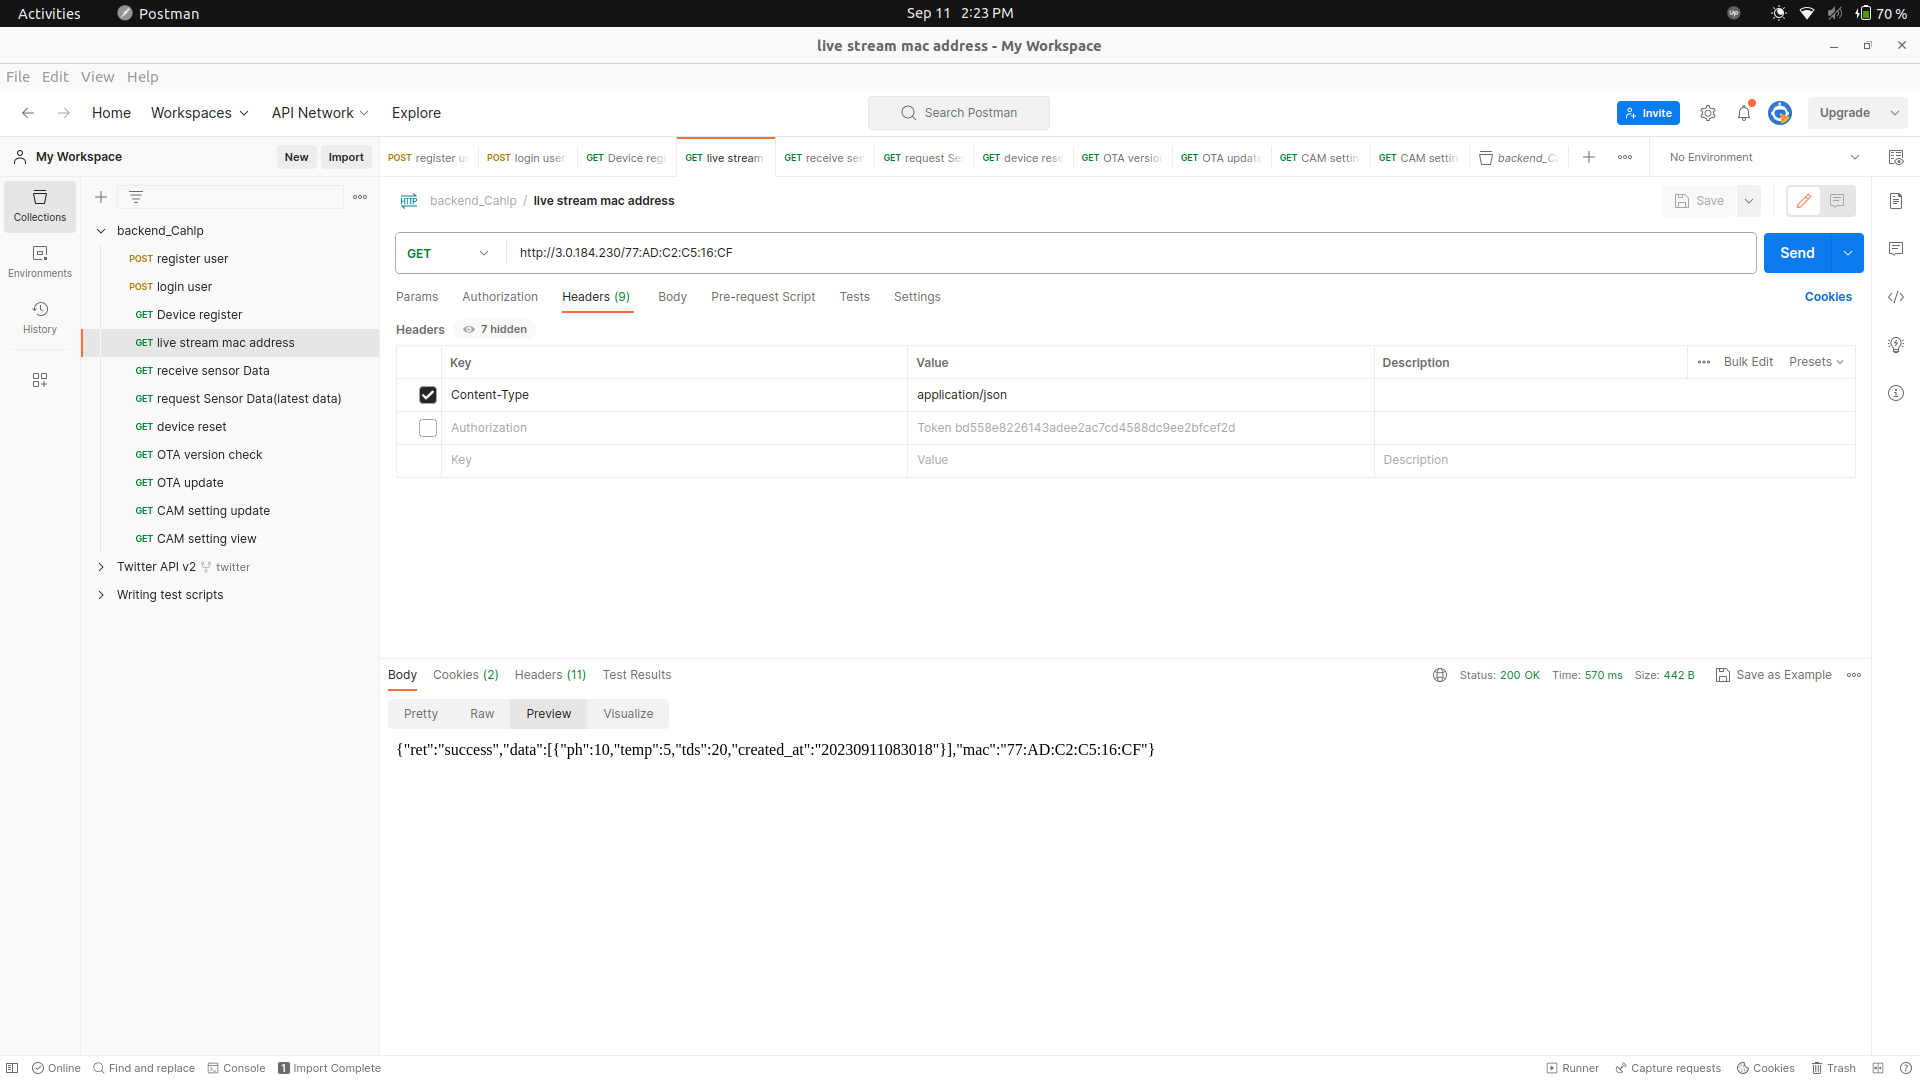 Activities Postman Sep 11 2:23 PM Up 70 %
live stream mac address - My Workspace
File Edit View Help
Home Workspaces API Network Explore Search Postman Invite Upgrade
My Workspace New Import
POST register u POST login user GET Device regi GET live stream GET receive sen GET request Se GET device rese GET OTA versio GET OTA update GET CAM settin GET CAM settin backend_C No Environment
Collections
Environments
History
backend_Cahlp
POST register user
POST login user
GET Device register
GET live stream mac address
GET receive sensor Data
GET request Sensor Data(latest data)
GET device reset
GET OTA version check
GET OTA update
GET CAM setting update
GET CAM setting view
Twitter API v2 twitter
Writing test scripts
HTTP backend_Cahlp / live stream mac address Save
GET http://3.0.184.230/77:AD:C2:C5:16:CF Send
Params Authorization Headers (9) Body Pre-request Script Tests Settings Cookies
Headers 7 hidden
Key Value Description Bulk Edit Presets
Content-Type application/json
Authorization Token bd558e8226143adee2ac7cd4588dc9ee2bfcef2d
Key Value Description
Body Cookies (2) Headers (11) Test Results Status: 200 OK Time: 570 ms Size: 442 B Save as Example
Pretty Raw Preview Visualize
{"ret":"success","data":[{"ph":10,"temp":5,"tds":20,"created_at":"20230911083018"}],"mac":"77:AD:C2:C5:16:CF"}
Online Find and replace Console 1 Import Complete Runner Capture requests Cookies Trash